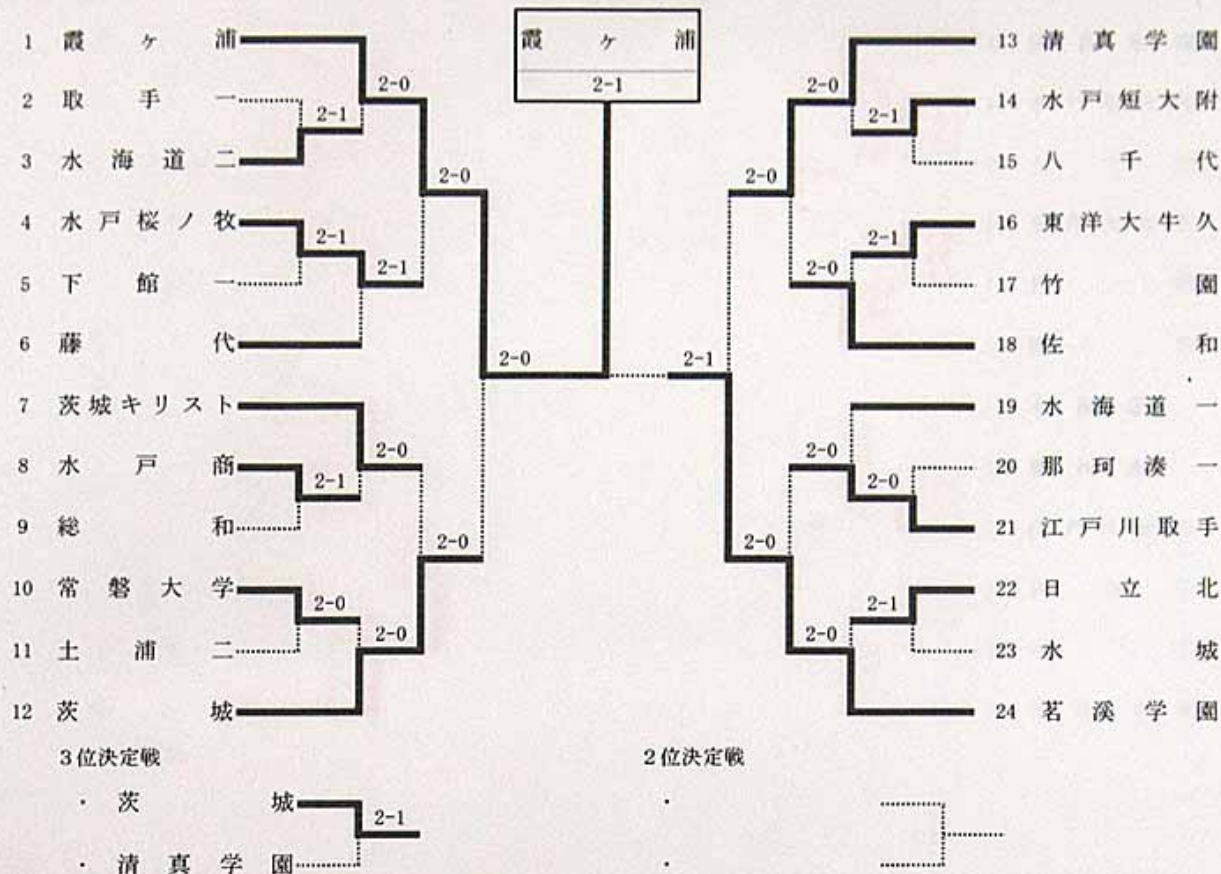 霞ヶ浦
2-1
1 霞ヶ浦
2 取手一
3 水海道二
4 水戸桜ノ牧
5 下館一
6 藤代
7 茨城キリスト
8 水戸商
9 総和
10 常磐大学
11 土浦二
12 茨城
2-0
2-1
2-0
2-1
2-1
2-0
2-0
2-1
2-0
2-0
2-0
13 清真学園
14 水戸短大附
15 八千代
16 東洋大牛久
17 竹園
18 佐和
19 水海道一
20 那珂湊一
21 江戸川取手
22 日立北
23 水城
24 茗溪学園
2-0
2-1
2-0
2-1
2-0
2-1
2-0
2-0
2-1
2-0
3位決定戦
・茨城
2-1
・清真学園
2位決定戦
・
・